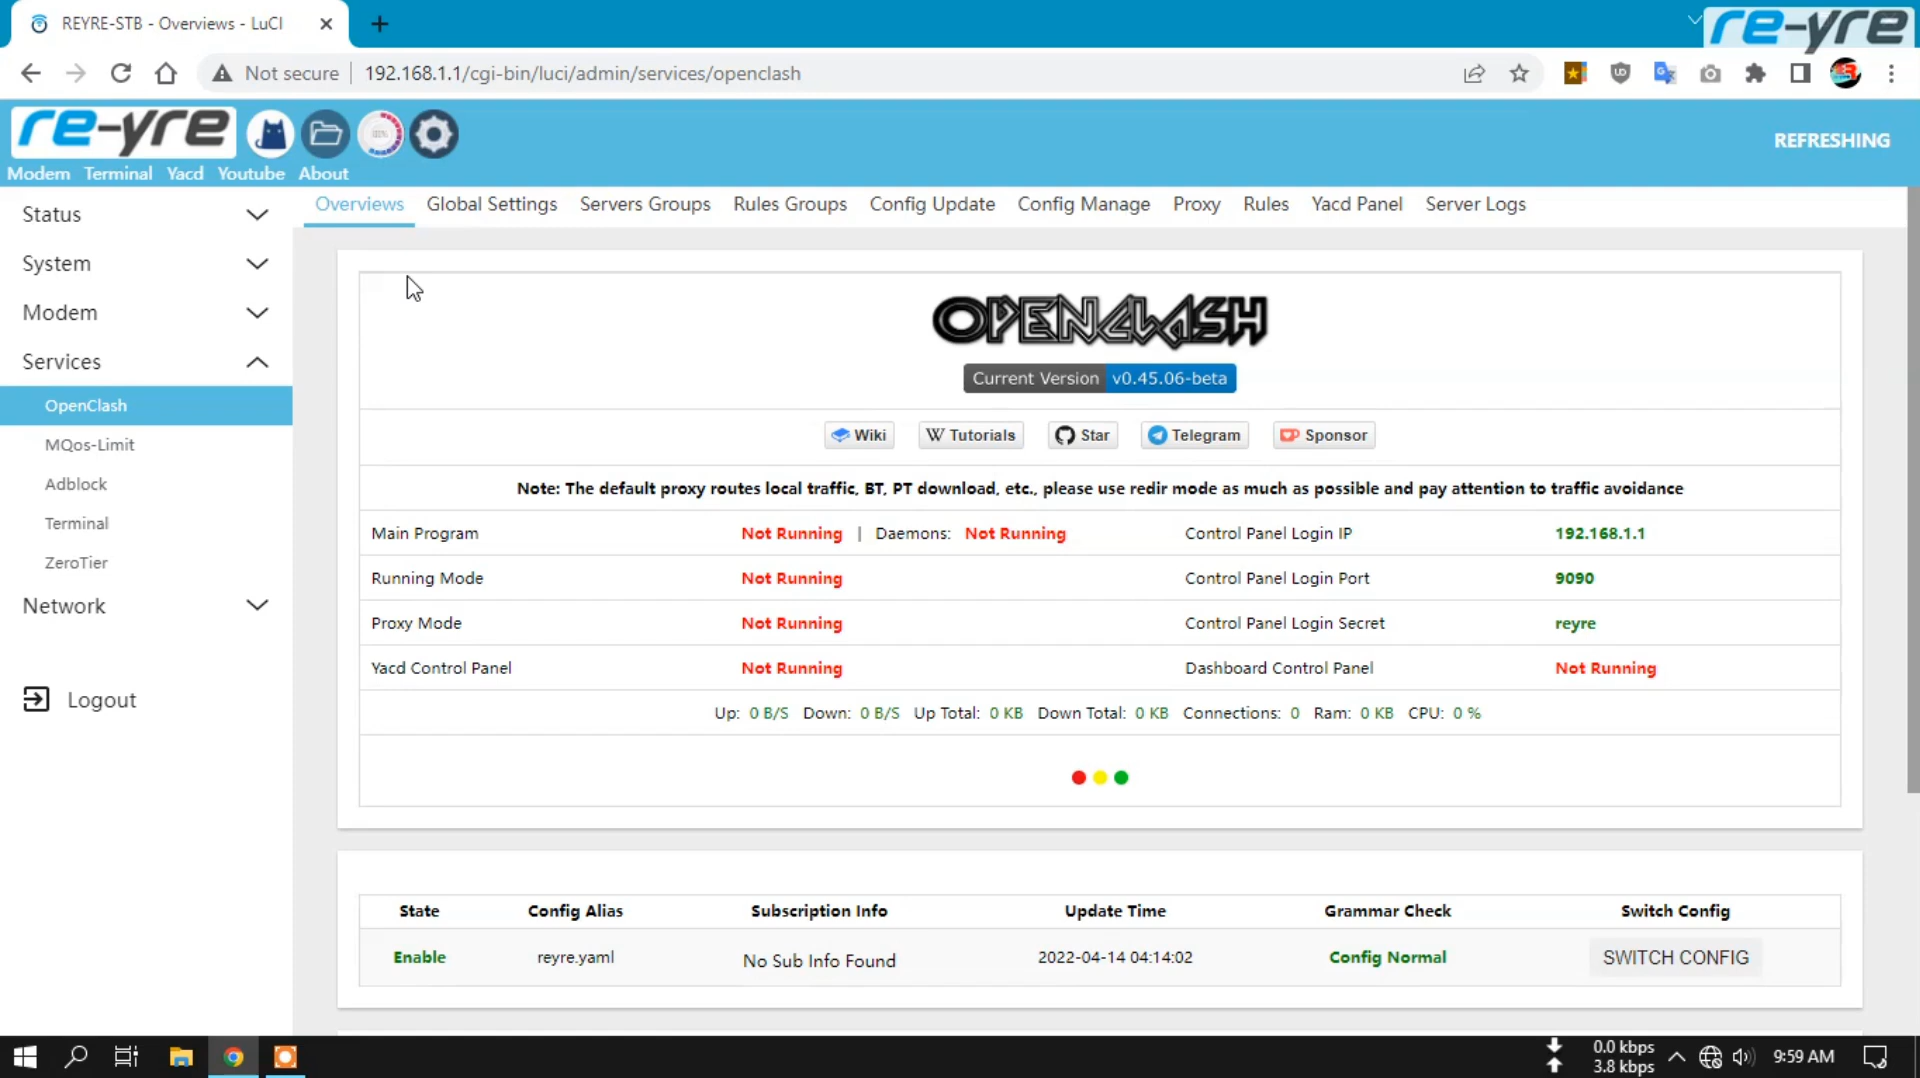 REYRE-STB - Overviews - LuCI
re-yre
Not secure 192.168.1.1/cgi-bin/luci/admin/services/openclash
re-yre
100%
REFRESHING
Modem Terminal Yacd Youtube About
Status
System
Modem
Services
OpenClash
MQos-Limit
Adblock
Terminal
ZeroTier
Network
Logout
Overviews Global Settings Servers Groups Rules Groups Config Update Config Manage Proxy Rules Yacd Panel Server Logs
OPENCLASH
Current Version v0.45.06-beta
Wiki W Tutorials Star Telegram Sponsor
Note: The default proxy routes local traffic, BT, PT download, etc., please use redir mode as much as possible and pay attention to traffic avoidance
Main Program Not Running | Daemons: Not Running Control Panel Login IP 192.168.1.1
Running Mode Not Running Control Panel Login Port 9090
Proxy Mode Not Running Control Panel Login Secret reyre
Yacd Control Panel Not Running Dashboard Control Panel Not Running
Up: 0 B/S Down: 0 B/S Up Total: 0 KB Down Total: 0 KB Connections: 0 Ram: 0 KB CPU: 0 %
State Config Alias Subscription Info Update Time Grammar Check Switch Config
Enable reyre.yaml No Sub Info Found 2022-04-14 04:14:02 Config Normal SWITCH CONFIG
0.0 kbps
3.8 kbps
9:59 AM